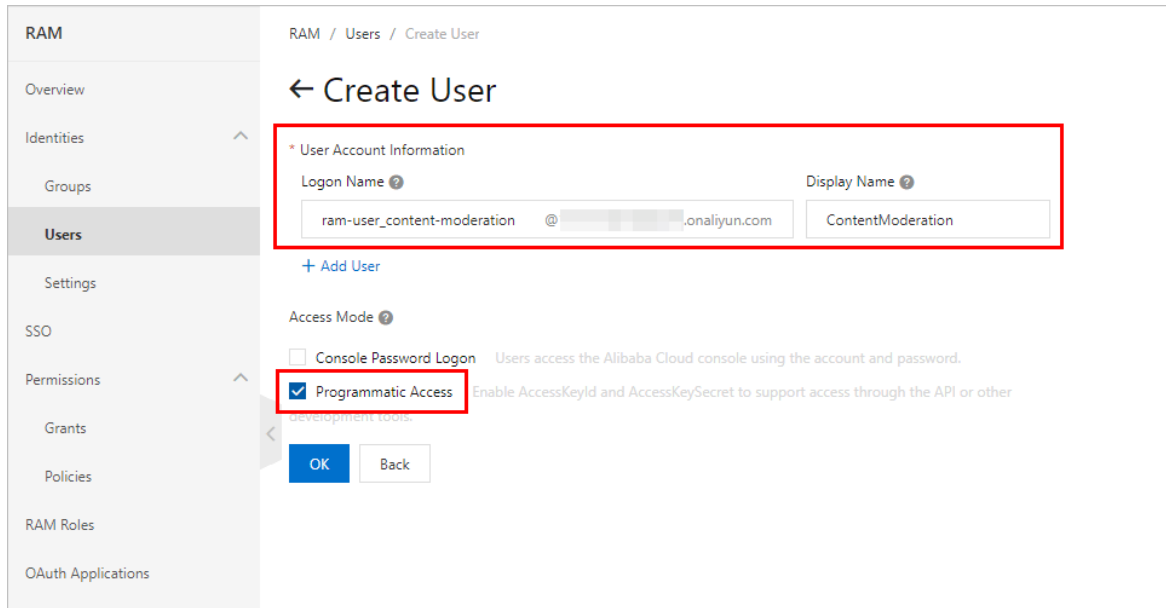 RAM
RAM / Users / Create User
Overview
← Create User
Identities
* User Account Information
Logon Name
Display Name
Groups
ram-user_content-moderation @ .onaliyun.com
ContentModeration
Users
+ Add User
Settings
Access Mode
SSO
Console Password Logon Users access the Alibaba Cloud console using the account and password.
Permissions
Programmatic Access Enable AccessKeyId and AccessKeySecret to support access through the API or other
development tools.
Grants
OK
Back
Policies
RAM Roles
OAuth Applications